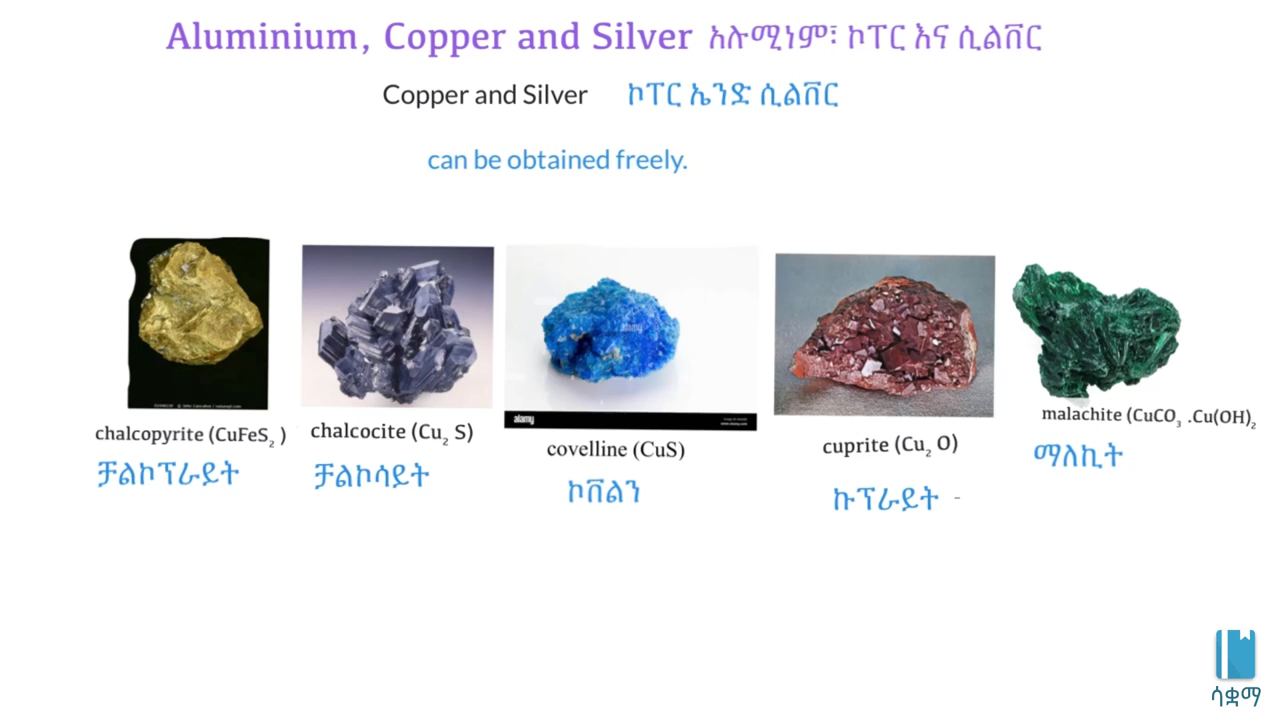 Aluminium, Copper and Silver አሉሚነም፣ ኮፐር እና ሲልቨር
Copper and Silver ኮፐር ኤንድ ሲልቨር
can be obtained freely.
alamy
alamy
chalcopyrite (CuFeS₂ )
ቻልኮፕራይት
chalcocite (Cu₂ S)
ቻልኮሳይት
covelline (CuS)
ኮቨልን
cuprite (Cu₂ O)
ኩፕራይት -
malachite (CuCO₃ .Cu(OH)₂
ማለኪት
ሳቋማ